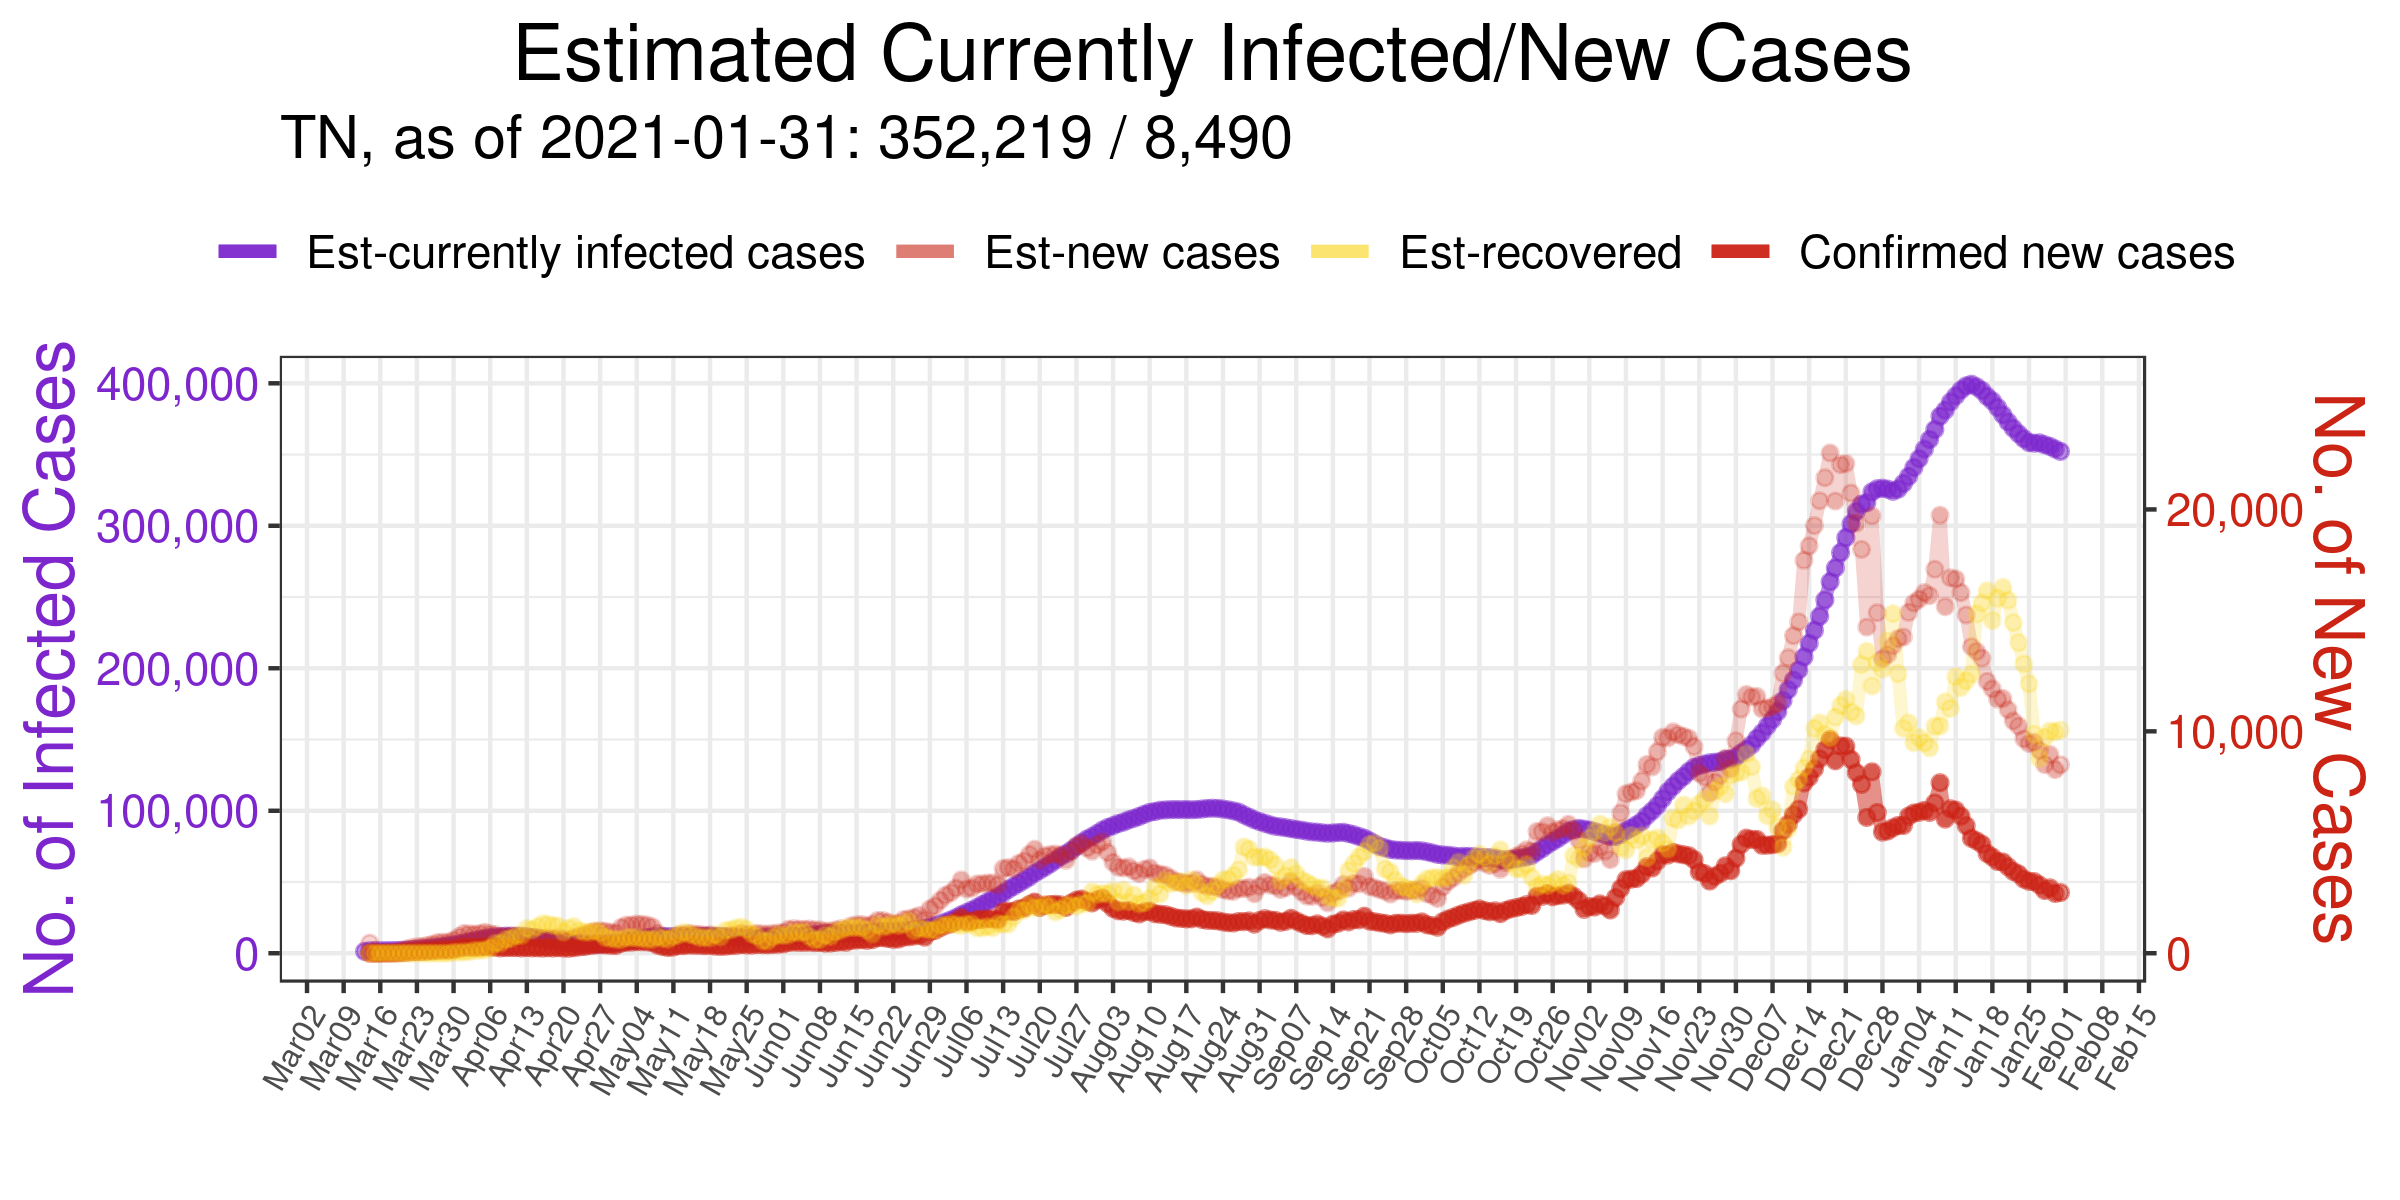 Estimated Currently Infected/New Cases
TN, as of 2021-01-31: 352,219 / 8,490
Est-currently infected cases
Est-new cases
Est-recovered
Confirmed new cases
No. of Infected Cases
400,000
300,000
200,000
100,000
0
20,000
10,000
0
No. of New Cases
Mar02
Mar09
Mar16
Mar23
Mar30
Apr06
Apr13
Apr20
Apr27
May04
May11
May18
May25
Jun01
Jun08
Jun15
Jun22
Jun29
Jul06
Jul13
Jul20
Jul27
Aug03
Aug10
Aug17
Aug24
Aug31
Sep07
Sep14
Sep21
Sep28
Oct05
Oct12
Oct19
Oct26
Nov02
Nov09
Nov16
Nov23
Nov30
Dec07
Dec14
Dec21
Dec28
Jan04
Jan11
Jan18
Jan25
Feb01
Feb08
Feb15